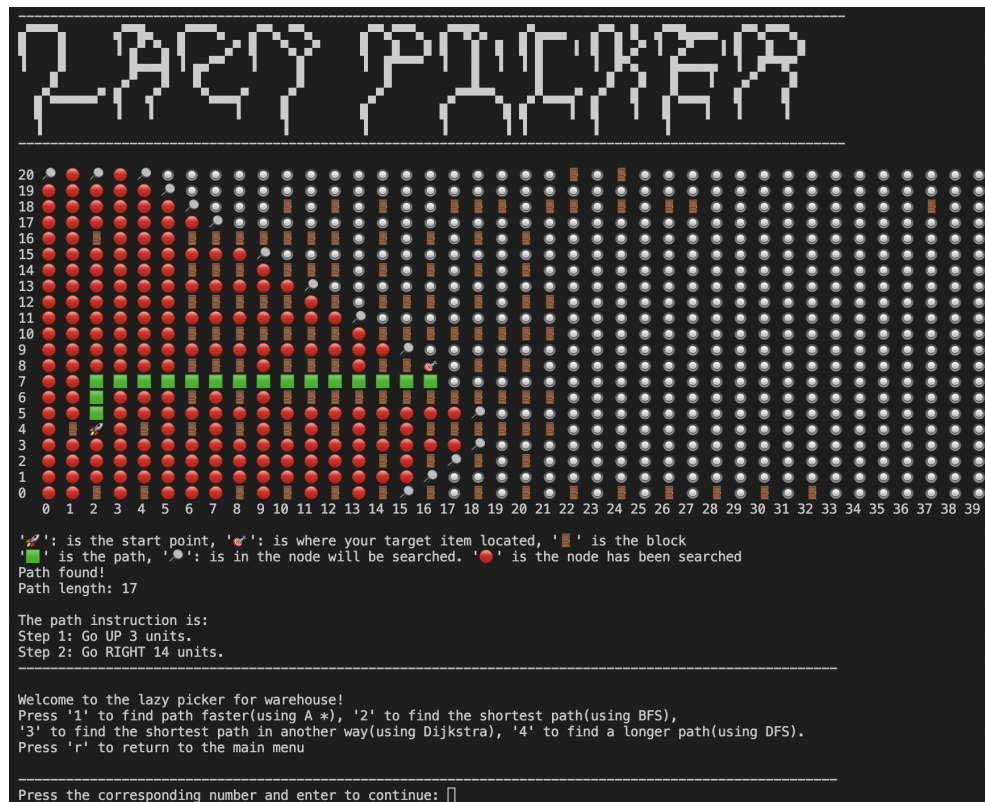 LAZY PICKER
20
19
18
17
16
15
14
13
12
11
10
9
8
7
6
5
4
3
2
1
0
0 1 2 3 4 5 6 7 8 9 10 11 12 13 14 15 16 17 18 19 20 21 22 23 24 25 26 27 28 29 30 31 32 33 34 35 36 37 38 39
'🚀': is the start point, '🎯': is where your target item located, '🚪' is the block
'🟩' is the path, '🔎': is in the node will be searched. '🔴' is the node has been searched
Path found!
Path length: 17
The path instruction is:
Step 1: Go UP 3 units.
Step 2: Go RIGHT 14 units.
Welcome to the lazy picker for warehouse!
Press '1' to find path faster(using A *), '2' to find the shortest path(using BFS),
'3' to find the shortest path in another way(using Dijkstra), '4' to find a longer path(using DFS).
Press 'r' to return to the main menu
Press the corresponding number and enter to continue: